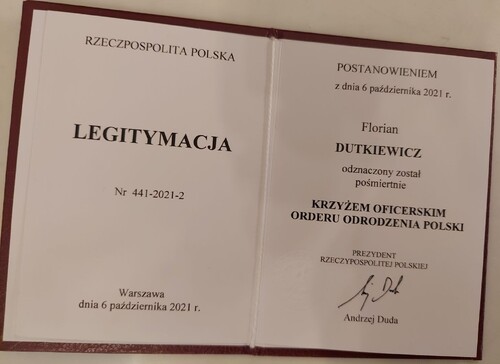 RZECZPOSPOLITA POLSKA
LEGITYMACJA
Nr 441-2021-2
Warszawa
dnia 6 października 2021 r.
POSTANOWIENIEM
z dnia 6 października 2021 r.
Florian
DUTKIEWICZ
odznaczony został
pośmiertnie
KRZYŻEM OFICERSKIM
ORDERU ODRODZENIA POLSKI
PREZYDENT
RZECZYPOSPOLITEJ POLSKIEJ
Andrzej Duda